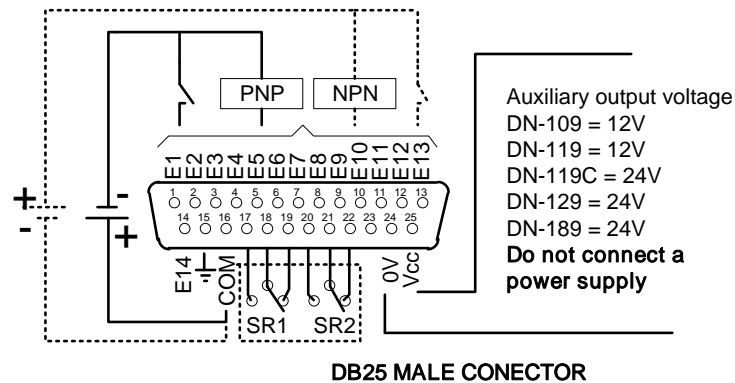 PNP NPN
Auxiliary output voltage
DN-109 = 12V
DN-119 = 12V
DN-119C = 24V
DN-129 = 24V
DN-189 = 24V
Do not connect a
power supply
E1 E2 E3 E4 E5 E6 E7 E8 E9 E10 E11 E12 E13
1 2 3 4 5 6 7 8 9 10 11 12 13
14 15 16 17 18 19 20 21 22 23 24 25
+ -
- +
E14 COM 0V Vcc
SR1 SR2
DB25 MALE CONECTOR